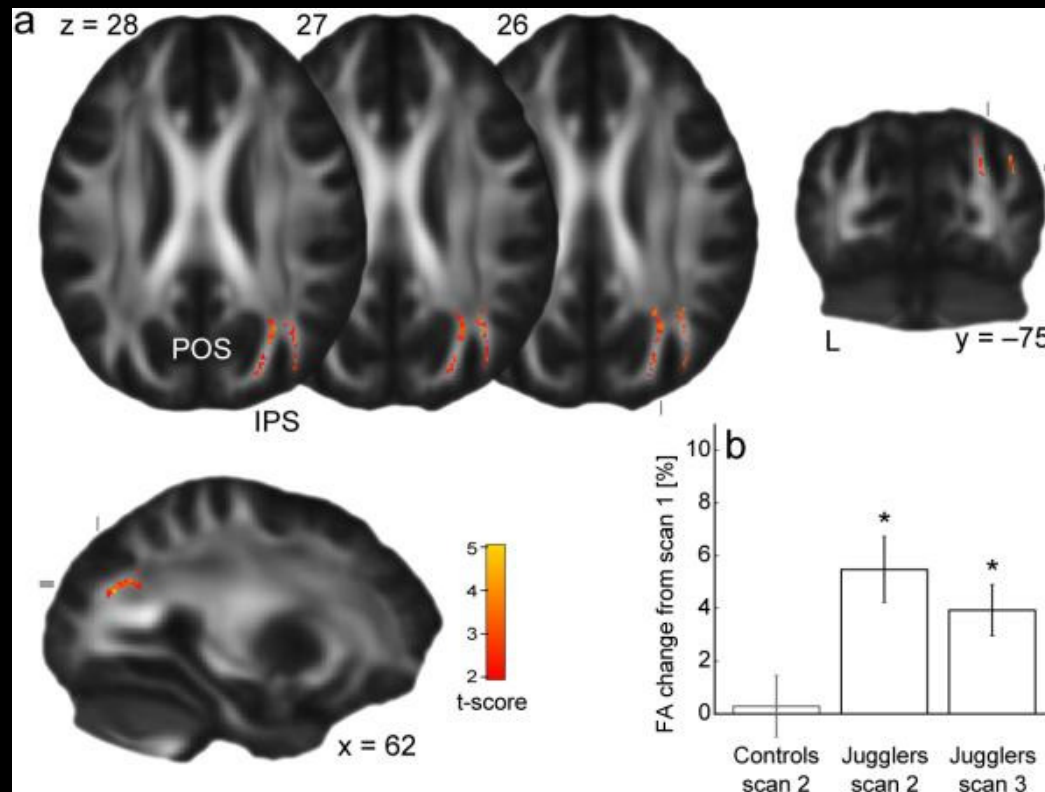 a z = 28 27 26
POS
IPS
L y = –75
x = 62
5
4
3
2
t-score
b
FA change from scan 1 [%]
10
8
6
4
2
0
* *
Controls Jugglers Jugglers
scan 2 scan 2 scan 3